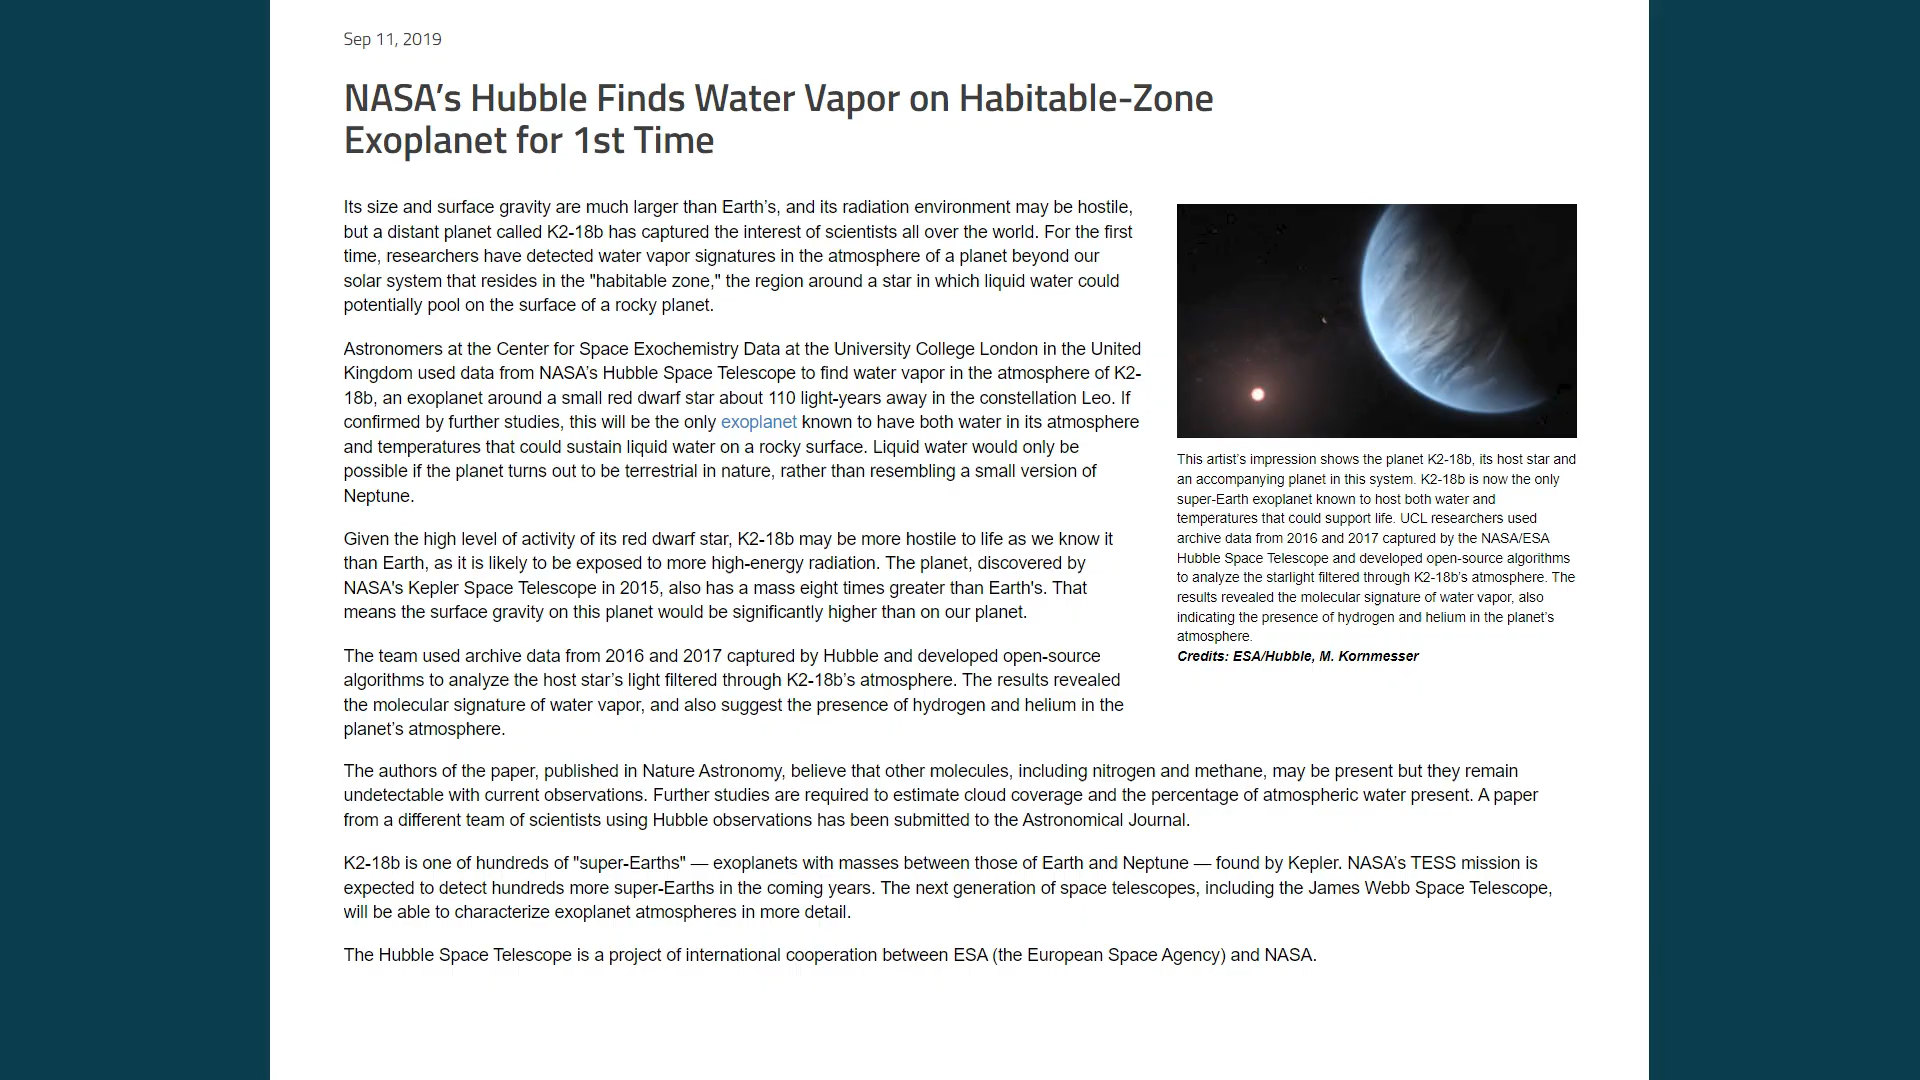 Sep 11, 2019
NASA’s Hubble Finds Water Vapor on Habitable-Zone
Exoplanet for 1st Time
Its size and surface gravity are much larger than Earth’s, and its radiation environment may be hostile,
but a distant planet called K2-18b has captured the interest of scientists all over the world. For the first
time, researchers have detected water vapor signatures in the atmosphere of a planet beyond our
solar system that resides in the "habitable zone," the region around a star in which liquid water could
potentially pool on the surface of a rocky planet.
Astronomers at the Center for Space Exochemistry Data at the University College London in the United
Kingdom used data from NASA’s Hubble Space Telescope to find water vapor in the atmosphere of K2-
18b, an exoplanet around a small red dwarf star about 110 light-years away in the constellation Leo. If
confirmed by further studies, this will be the only exoplanet known to have both water in its atmosphere
and temperatures that could sustain liquid water on a rocky surface. Liquid water would only be
possible if the planet turns out to be terrestrial in nature, rather than resembling a small version of
Neptune.
Given the high level of activity of its red dwarf star, K2-18b may be more hostile to life as we know it
than Earth, as it is likely to be exposed to more high-energy radiation. The planet, discovered by
NASA's Kepler Space Telescope in 2015, also has a mass eight times greater than Earth's. That
means the surface gravity on this planet would be significantly higher than on our planet.
The team used archive data from 2016 and 2017 captured by Hubble and developed open-source
algorithms to analyze the host star’s light filtered through K2-18b’s atmosphere. The results revealed
the molecular signature of water vapor, and also suggest the presence of hydrogen and helium in the
planet’s atmosphere.
This artist’s impression shows the planet K2-18b, its host star and
an accompanying planet in this system. K2-18b is now the only
super-Earth exoplanet known to host both water and
temperatures that could support life. UCL researchers used
archive data from 2016 and 2017 captured by the NASA/ESA
Hubble Space Telescope and developed open-source algorithms
to analyze the starlight filtered through K2-18b’s atmosphere. The
results revealed the molecular signature of water vapor, also
indicating the presence of hydrogen and helium in the planet’s
atmosphere.
Credits: ESA/Hubble, M. Kornmesser
The authors of the paper, published in Nature Astronomy, believe that other molecules, including nitrogen and methane, may be present but they remain
undetectable with current observations. Further studies are required to estimate cloud coverage and the percentage of atmospheric water present. A paper
from a different team of scientists using Hubble observations has been submitted to the Astronomical Journal.
K2-18b is one of hundreds of "super-Earths" — exoplanets with masses between those of Earth and Neptune — found by Kepler. NASA’s TESS mission is
expected to detect hundreds more super-Earths in the coming years. The next generation of space telescopes, including the James Webb Space Telescope,
will be able to characterize exoplanet atmospheres in more detail.
The Hubble Space Telescope is a project of international cooperation between ESA (the European Space Agency) and NASA.